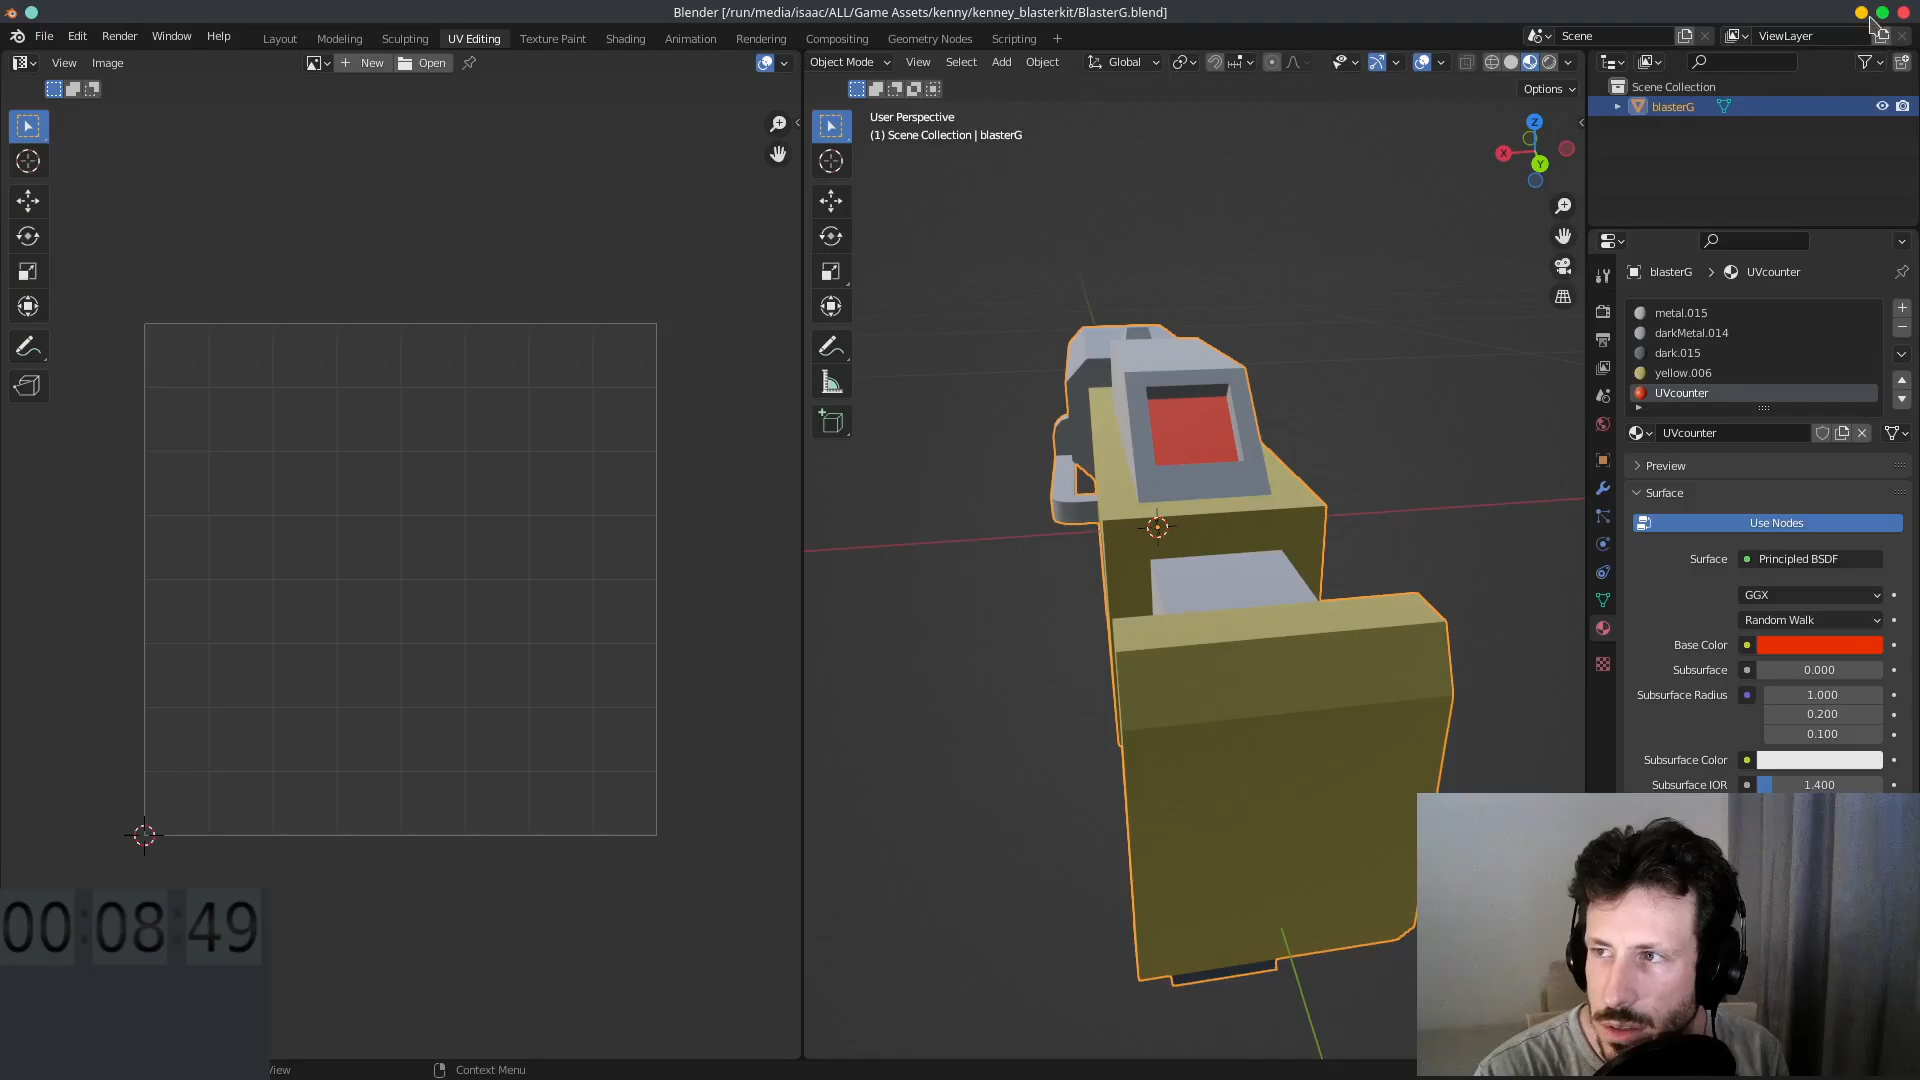 Blender [/run/media/isaac/ALL/Game Assets/kenny/kenney_blasterkit/BlasterG.blend]
File Edit Render Window Help
Layout Modeling Sculpting UV Editing Texture Paint Shading Animation Rendering Compositing Geometry Nodes Scripting +
Scene
ViewLayer
View Image
New
Open
Object Mode
View Select Add Object
Global
Options
User Perspective
(1) Scene Collection | blasterG
Z
X
Y
Scene Collection
blasterG
blasterG > UVcounter
metal.015
darkMetal.014
dark.015
yellow.006
UVcounter
UVcounter
Preview
Surface
Use Nodes
Surface Principled BSDF
GGX
Random Walk
Base Color
Subsurface 0.000
Subsurface Radius 1.000
0.200
0.100
Subsurface Color
Subsurface IOR 1.400
00:08:49
View
Context Menu